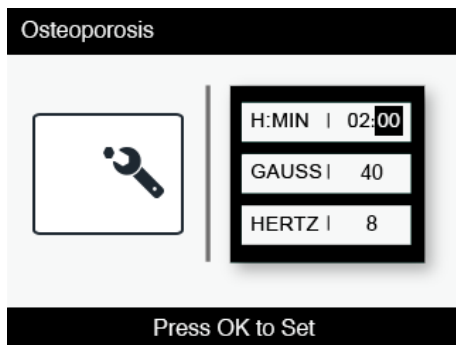 Osteoporosis
H:MIN | 02:00
GAUSS | 40
HERTZ | 8
Press OK to Set